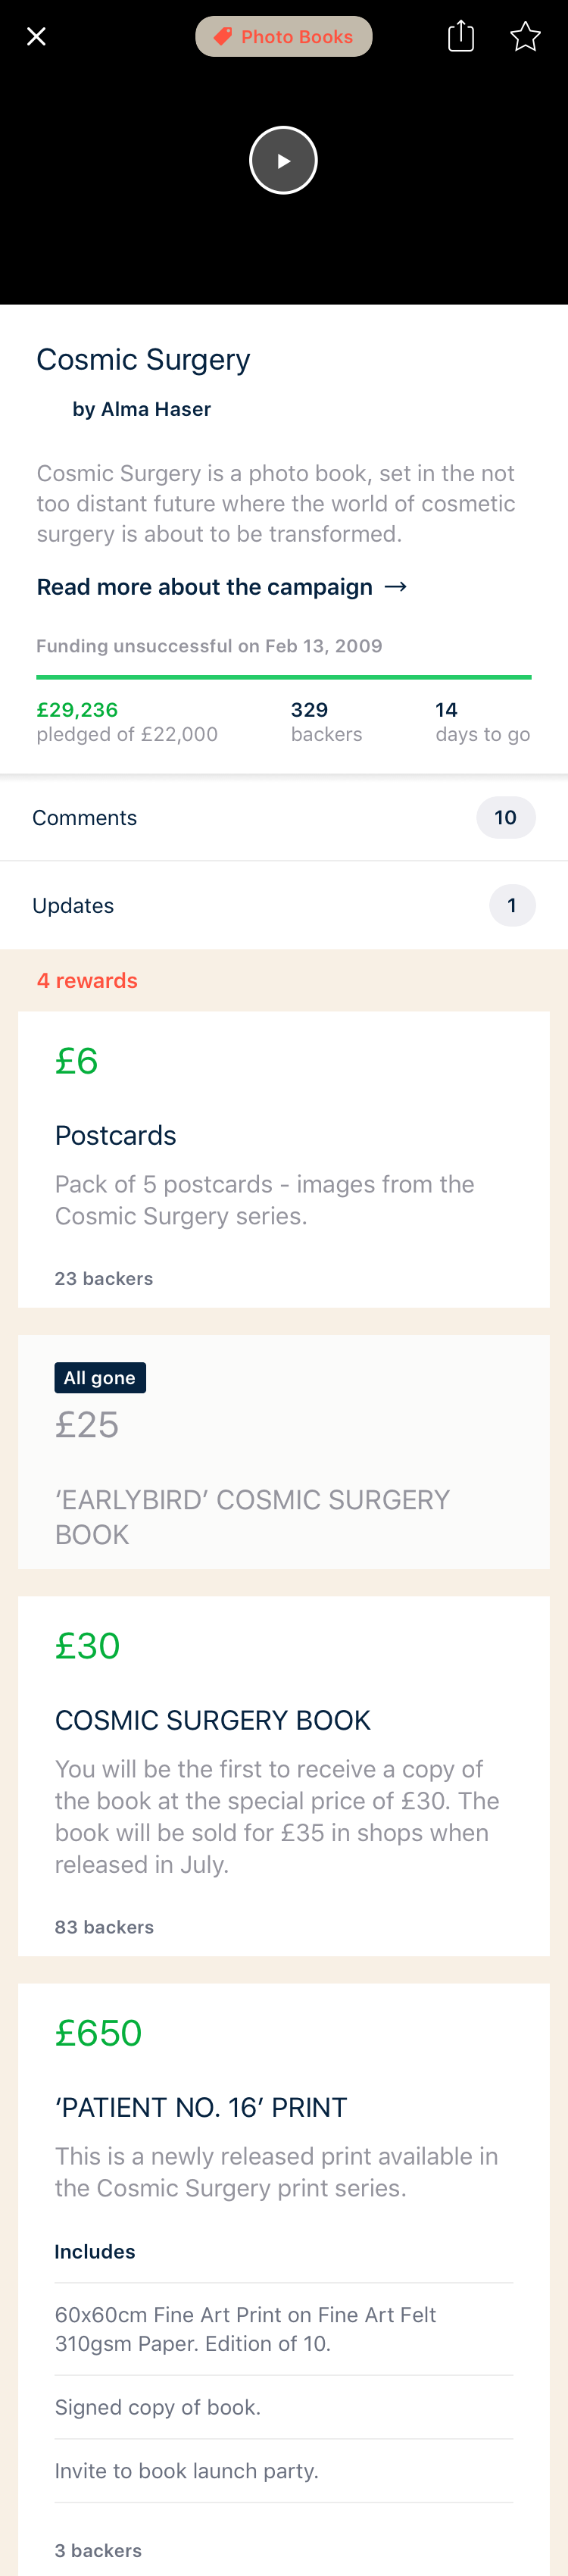 Photo Books
Cosmic Surgery
by Alma Haser
Cosmic Surgery is a photo book, set in the not
too distant future where the world of cosmetic
surgery is about to be transformed.
Read more about the campaign →
Funding unsuccessful on Feb 13, 2009
£29,236 329 14
pledged of £22,000 backers days to go
Comments 10
Updates 1
4 rewards
£6
Postcards
Pack of 5 postcards - images from the
Cosmic Surgery series.
23 backers
All gone
£25
‘EARLYBIRD’ COSMIC SURGERY
BOOK
£30
COSMIC SURGERY BOOK
You will be the first to receive a copy of
the book at the special price of £30. The
book will be sold for £35 in shops when
released in July.
83 backers
£650
‘PATIENT NO. 16’ PRINT
This is a newly released print available in
the Cosmic Surgery print series.
Includes
60x60cm Fine Art Print on Fine Art Felt
310gsm Paper. Edition of 10.
Signed copy of book.
Invite to book launch party.
3 backers